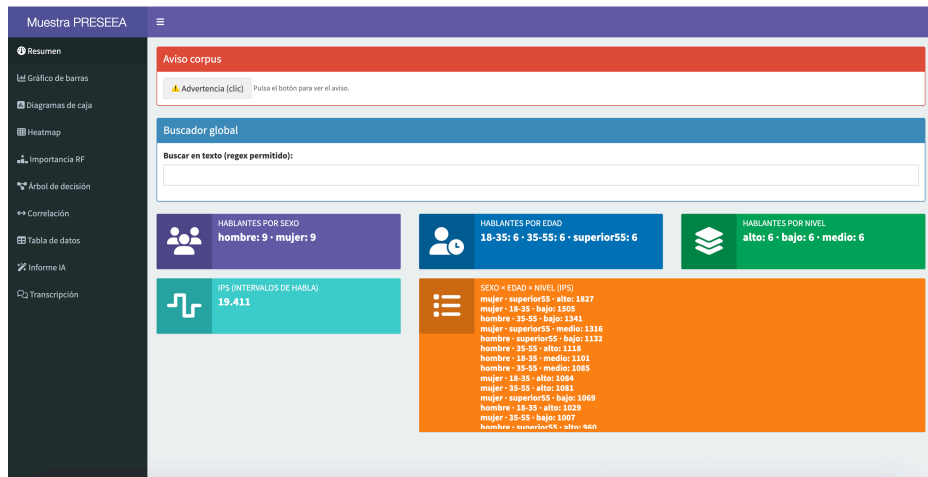 Muestra PRESEEA
Resumen
Gráfico de barras
Diagramas de caja
Heatmap
Importancia RF
Árbol de decisión
Correlación
Tabla de datos
Informe IA
Transcripción
Aviso corpus
Advertencia (clic) Pulsa el botón para ver el aviso.
Buscador global
Buscar en texto (regex permitido):
HABLANTES POR SEXO
hombre: 9 · mujer: 9
HABLANTES POR EDAD
18-35: 6 · 35-55: 6 · superior55: 6
HABLANTES POR NIVEL
alto: 6 · bajo: 6 · medio: 6
IPS (INTERVALOS DE HABLA)
19.411
SEXO × EDAD × NIVEL (IPS)
mujer · superior55 · alto: 1827
mujer · 18-35 · bajo: 1505
hombre · 35-55 · bajo: 1341
mujer · superior55 · medio: 1316
hombre · superior55 · bajo: 1132
hombre · 35-55 · alto: 1118
hombre · 18-35 · medio: 1101
hombre · 35-55 · medio: 1085
mujer · 18-35 · alto: 1084
mujer · 35-55 · alto: 1081
mujer · superior55 · bajo: 1069
hombre · 18-35 · alto: 1029
mujer · 35-55 · bajo: 1007
hombre · superior55 · alto: 960